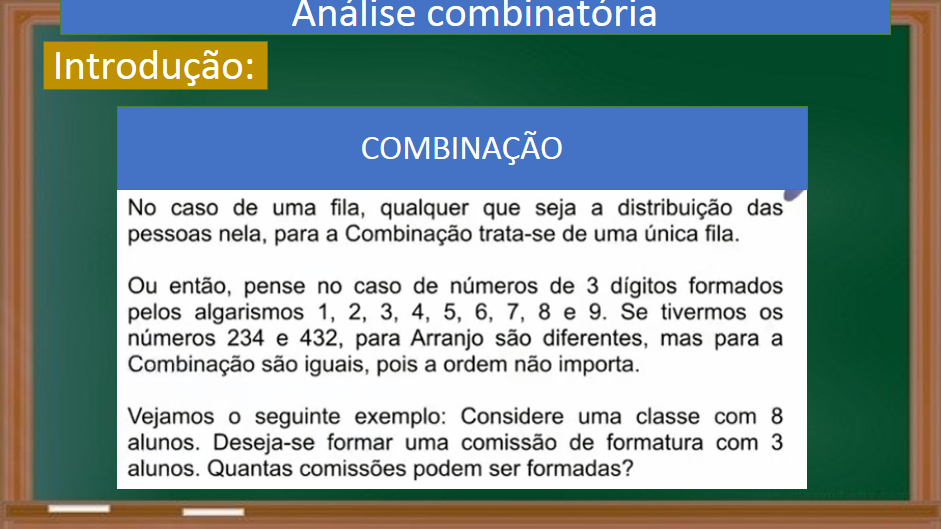 Análise combinatória
Introdução:
COMBINAÇÃO
No caso de uma fila, qualquer que seja a distribuição das
pessoas nela, para a Combinação trata-se de uma única fila.
Ou então, pense no caso de números de 3 dígitos formados
pelos algarismos 1, 2, 3, 4, 5, 6, 7, 8 e 9. Se tivermos os
números 234 e 432, para Arranjo são diferentes, mas para a
Combinação são iguais, pois a ordem não importa.
Vejamos o seguinte exemplo: Considere uma classe com 8
alunos. Deseja-se formar uma comissão de formatura com 3
alunos. Quantas comissões podem ser formadas?